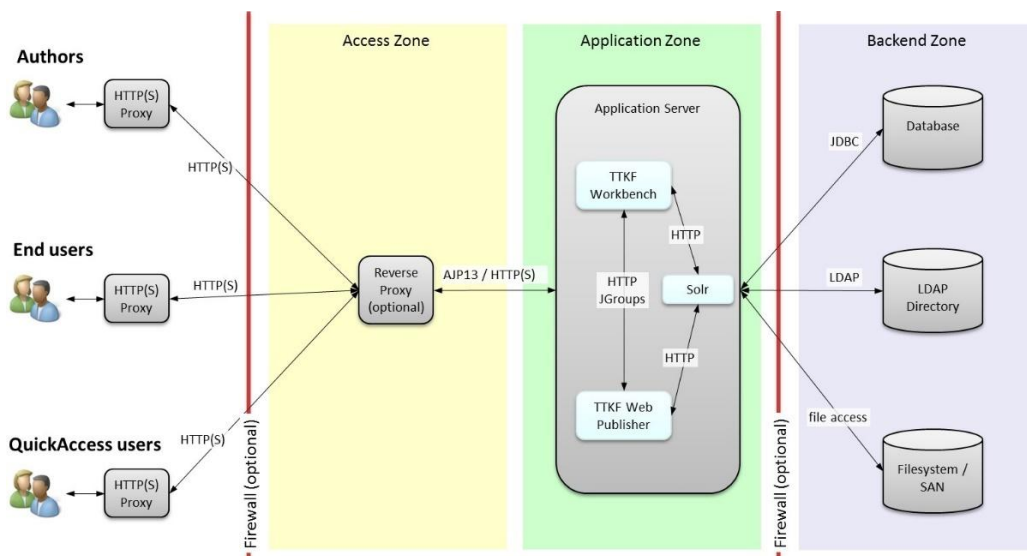 Authors
HTTP(S)
Proxy
HTTP(S)
End users
HTTP(S)
Proxy
HTTP(S)
QuickAccess users
HTTP(S)
Proxy
HTTP(S)
Firewall (optional)
Access Zone
Reverse
Proxy
(optional)
AJP13 / HTTP(S)
Application Zone
Application Server
TTKF
Workbench
HTTP
HTTP
JGroups
Solr
HTTP
TTKF Web
Publisher
Firewall (optional)
Backend Zone
JDBC
Database
LDAP
LDAP
Directory
file access
Filesystem /
SAN